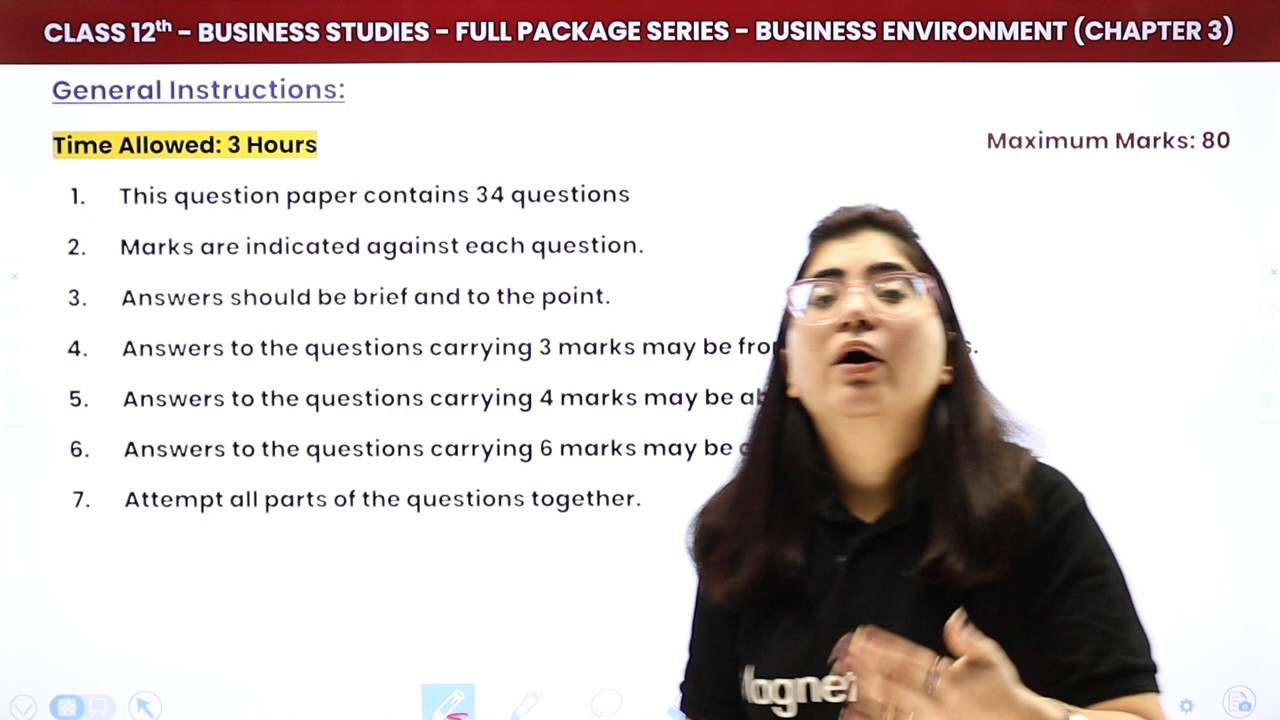 CLASS 12th – BUSINESS STUDIES – FULL PACKAGE SERIES – BUSINESS ENVIRONMENT (CHAPTER 3)
General Instructions:
Time Allowed: 3 Hours
Maximum Marks: 80
1. This question paper contains 34 questions
2. Marks are indicated against each question.
3. Answers should be brief and to the point.
4. Answers to the questions carrying 3 marks may be
5. Answers to the questions carrying 4 marks may be
6. Answers to the questions carrying 6 marks may be
7. Attempt all parts of the questions together.